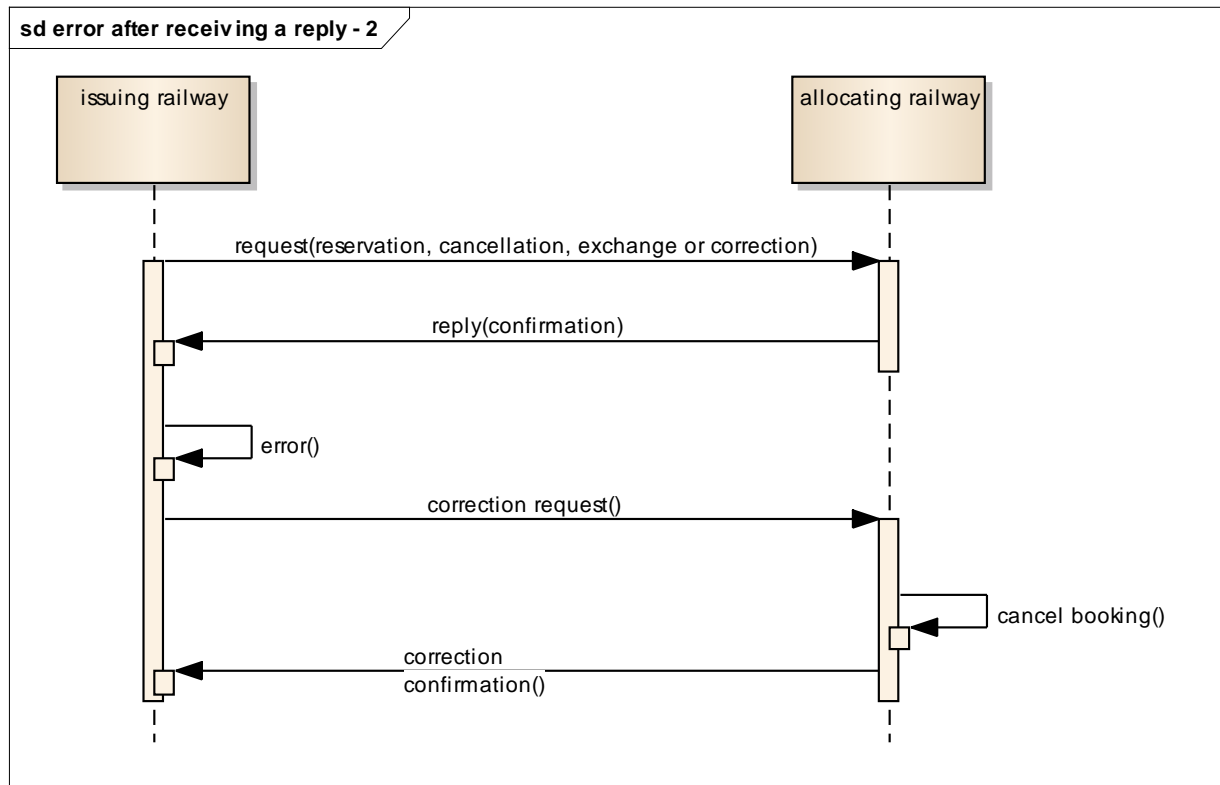 sd error after receiving a reply - 2
issuing railway
allocating railway
request(reservation, cancellation, exchange or correction)
reply(confirmation)
error()
correction request()
cancel booking()
correction
confirmation()